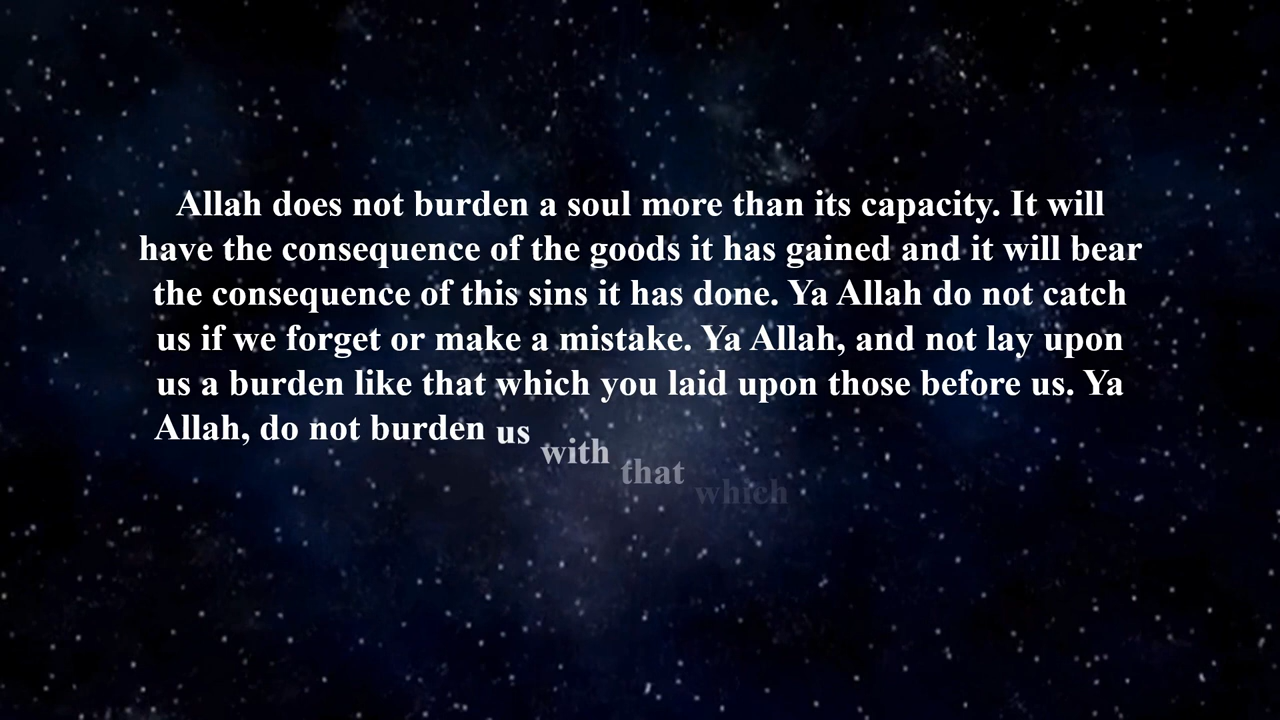 Allah does not burden a soul more than its capacity. It will
have the consequence of the goods it has gained and it will bear
the consequence of this sins it has done. Ya Allah do not catch
us if we forget or make a mistake. Ya Allah, and not lay upon
us a burden like that which you laid upon those before us. Ya
Allah, do not burden us with that which